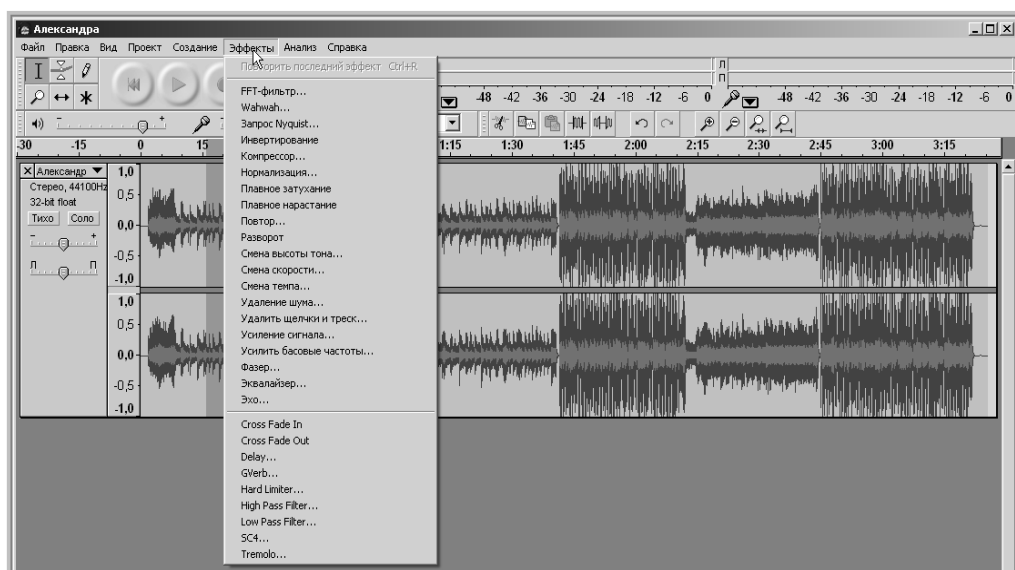 Александра
Файл Правка Вид Проект Создание Эффекты Анализ Справка
Повторить последний эффект Ctrl+R
Л
П
-48 -42 -36 -30 -24 -18 -12 -6 0
-48 -42 -36 -30 -24 -18 -12 -6 0
-30 -15 0 15 1:15 1:30 1:45 2:00 2:15 2:30 2:45 3:00 3:15
Александр
Стерео, 44100Hz
32-bit float
Тихо Соло
- +
Л П
1,0
0,5
0,0
-0,5
-1,0
1,0
0,5
0,0
-0,5
-1,0
FFT-фильтр...
Wahwah...
Запрос Nyquist...
Инвертирование
Компрессор...
Нормализация...
Плавное затухание
Плавное нарастание
Повтор...
Разворот
Смена высоты тона...
Смена скорости...
Смена темпа...
Удаление шума...
Удалить щелчки и треск...
Усиление сигнала...
Усилить басовые частоты...
Фазер...
Эквалайзер...
Эхо...
Cross Fade In
Cross Fade Out
Delay...
GVerb...
Hard Limiter...
High Pass Filter...
Low Pass Filter...
SC4...
Tremolo...